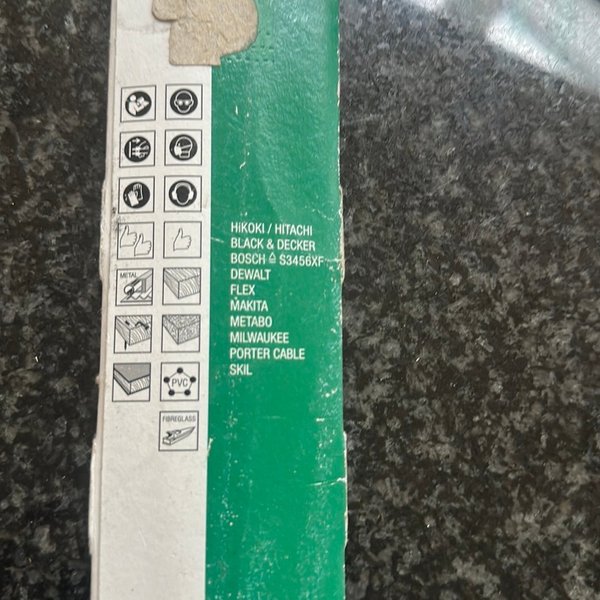 METAL
PVC
FIBREGLASS
HiKOKI / HITACHI
BLACK & DECKER
BOSCH ≙ S3456XF
DEWALT
FLEX
MAKITA
METABO
MILWAUKEE
PORTER CABLE
SKIL